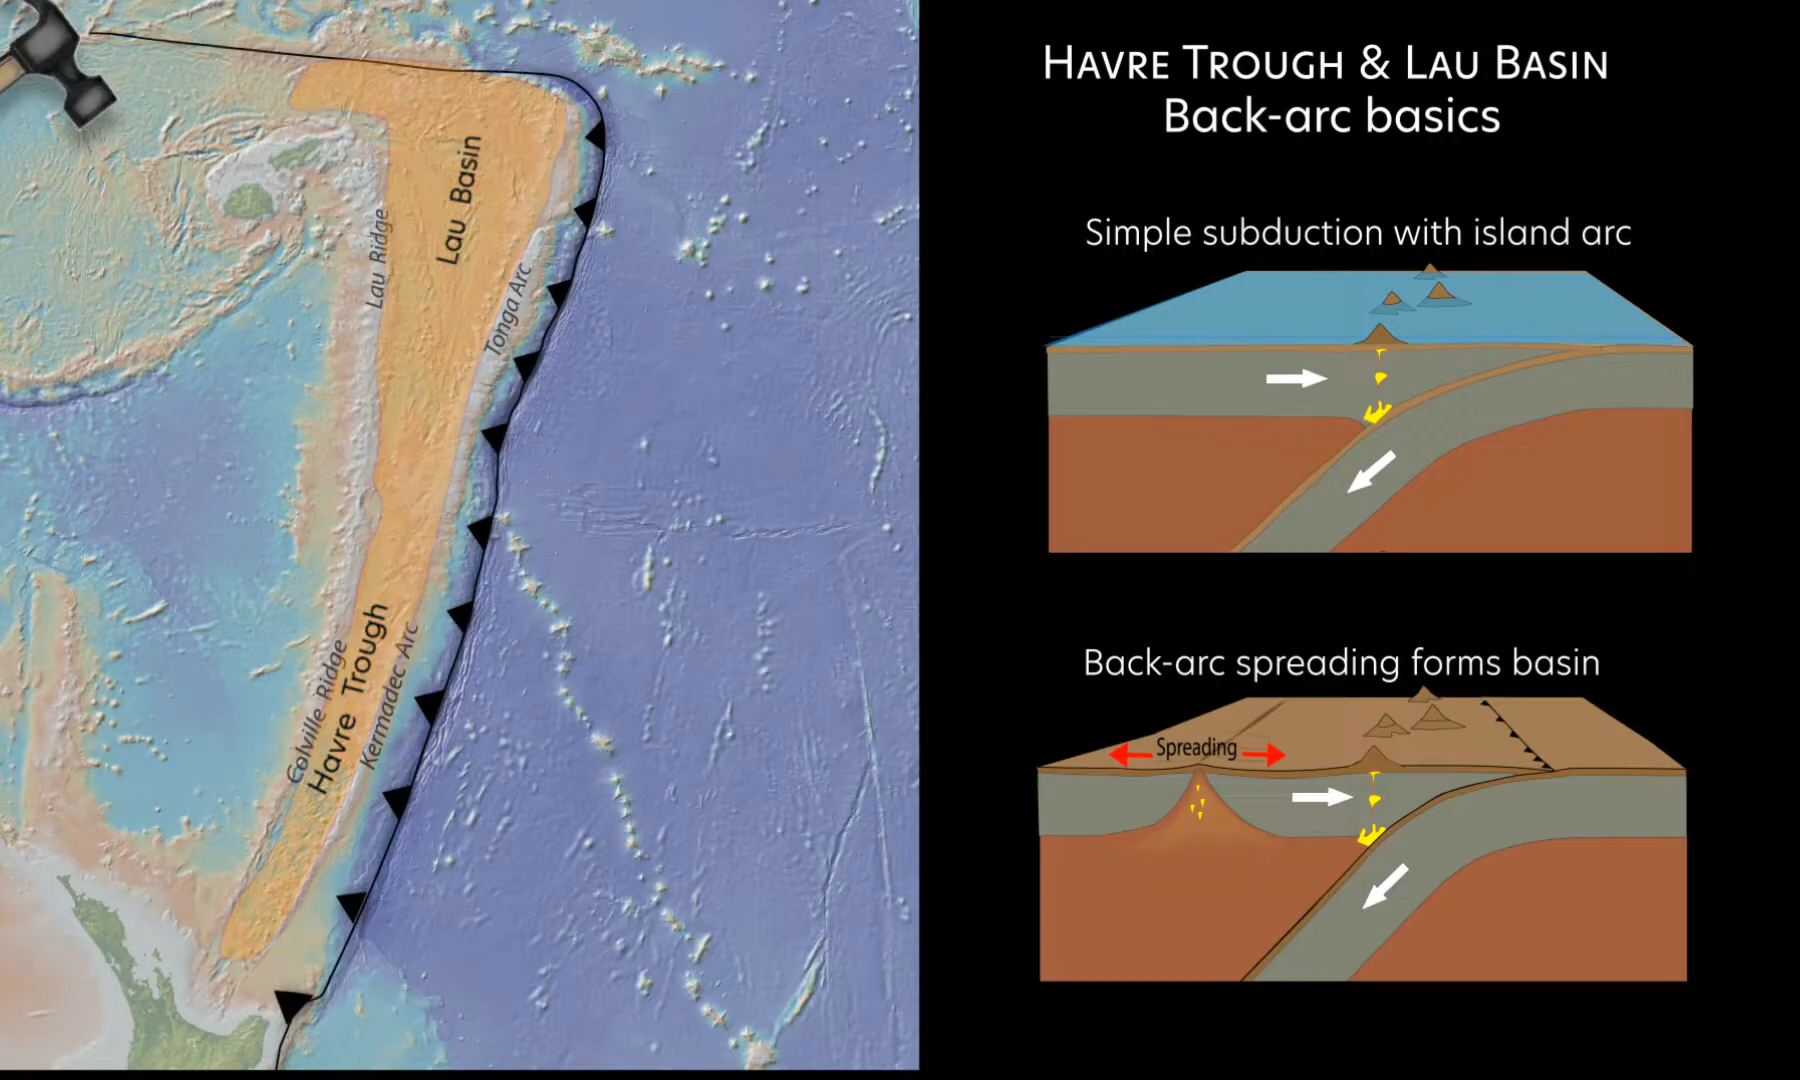 HAVRE TROUGH & LAU BASIN
Back-arc basics
Simple subduction with island arc
Back-arc spreading forms basin
Spreading
Lau Basin
Lau Ridge
Tonga Arc
Havre Trough
Colville Ridge
Kermadec Arc